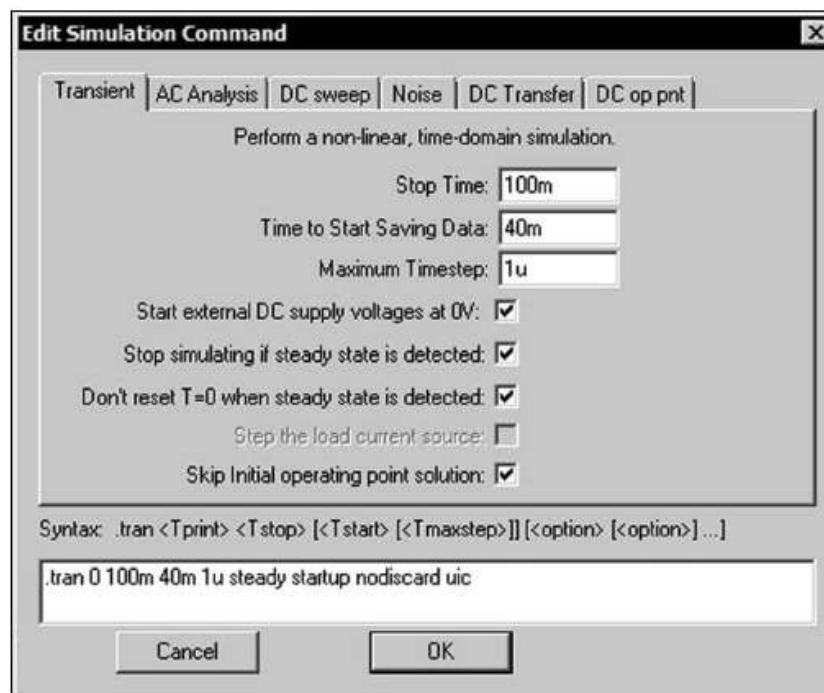 Edit Simulation Command
Transient AC Analysis DC sweep Noise DC Transfer DC op pnt
Perform a non-linear, time-domain simulation.
Stop Time: 100m
Time to Start Saving Data: 40m
Maximum Timestep: 1u
Start external DC supply voltages at 0V:
Stop simulating if steady state is detected:
Don't reset T=0 when steady state is detected:
Step the load current source:
Skip Initial operating point solution:
Syntax: .tran <Tprint> <Tstop> [<Tstart> [<Tmaxstep>]] [<option> [<option>] ...]
.tran 0 100m 40m 1u steady startup nodiscard uic
Cancel OK